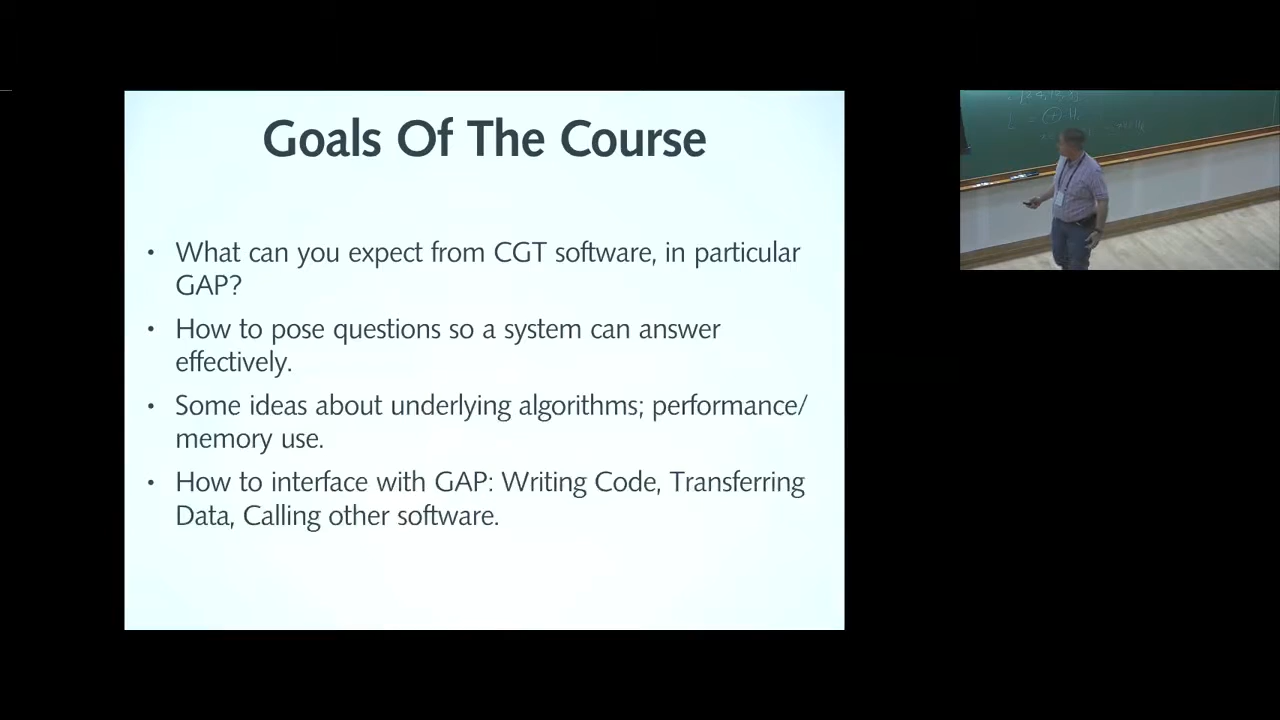 Goals Of The Course
• What can you expect from CGT software, in particular
GAP?
• How to pose questions so a system can answer
effectively.
• Some ideas about underlying algorithms; performance/
memory use.
• How to interface with GAP: Writing Code, Transferring
Data, Calling other software.